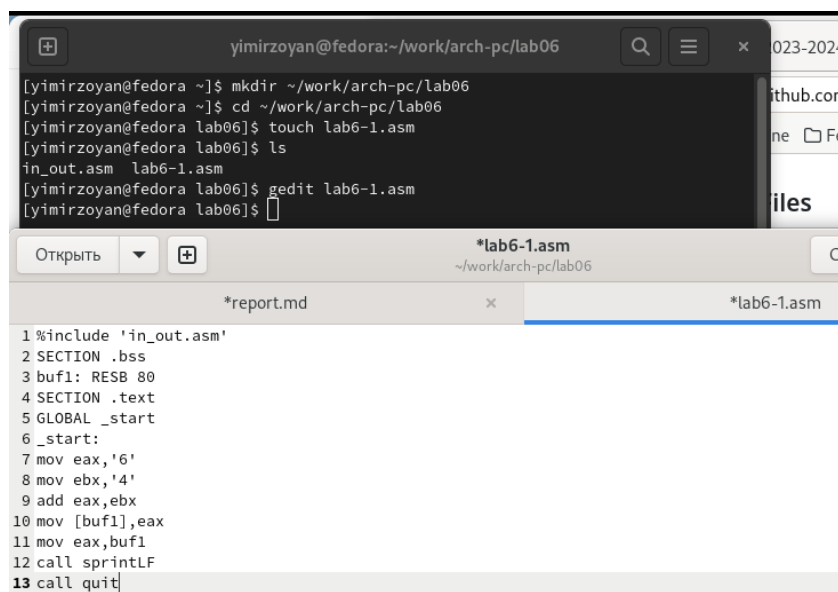 yimirzoyan@fedora:~/work/arch-pc/lab06
[yimirzoyan@fedora ~]$ mkdir ~/work/arch-pc/lab06
[yimirzoyan@fedora ~]$ cd ~/work/arch-pc/lab06
[yimirzoyan@fedora lab06]$ touch lab6-1.asm
[yimirzoyan@fedora lab06]$ ls
in_out.asm  lab6-1.asm
[yimirzoyan@fedora lab06]$ gedit lab6-1.asm
[yimirzoyan@fedora lab06]$
Открыть
*lab6-1.asm
~/work/arch-pc/lab06
*report.md
*lab6-1.asm
1 %include 'in_out.asm'
2 SECTION .bss
3 buf1: RESB 80
4 SECTION .text
5 GLOBAL _start
6 _start:
7 mov eax,'6'
8 mov ebx,'4'
9 add eax,ebx
10 mov [buf1],eax
11 mov eax,buf1
12 call sprintLF
13 call quit